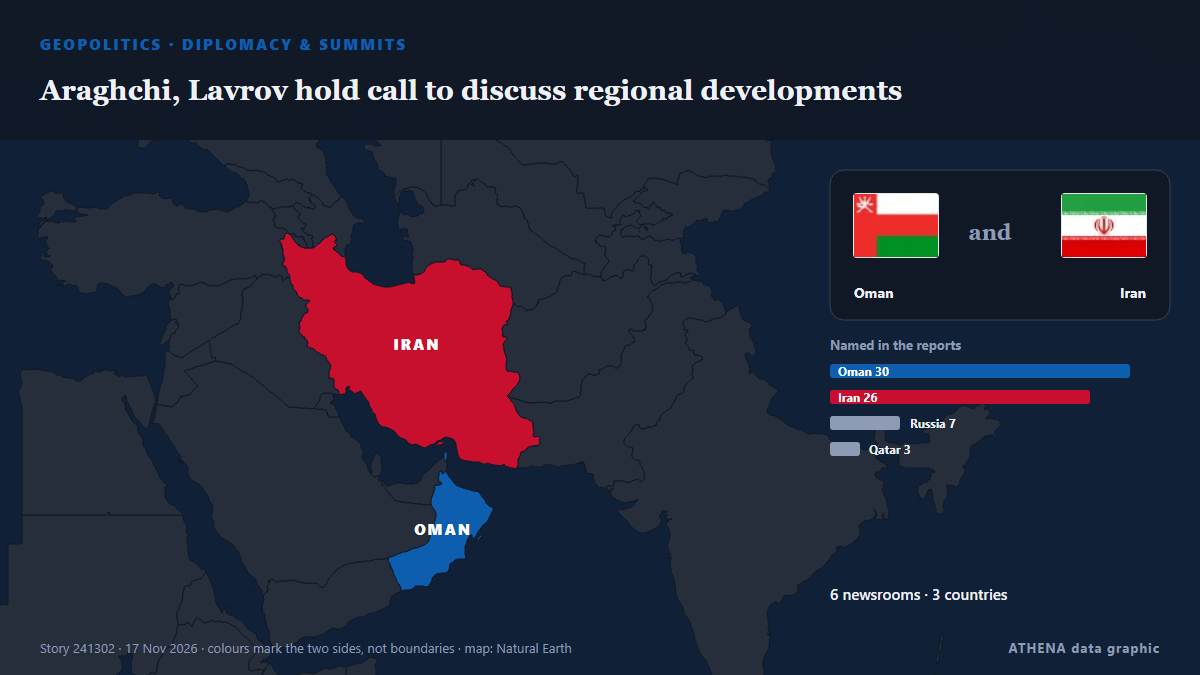 GEOPOLITICS · DIPLOMACY & SUMMITS
Araghchi, Lavrov hold call to discuss regional developments
and
Oman
Iran
IRAN
OMAN
Named in the reports
Oman 30
Iran 26
Russia 7
Qatar 3
6 newsrooms · 3 countries
Story 241302 · 17 Nov 2026 · colours mark the two sides, not boundaries · map: Natural Earth
ATHENA data graphic